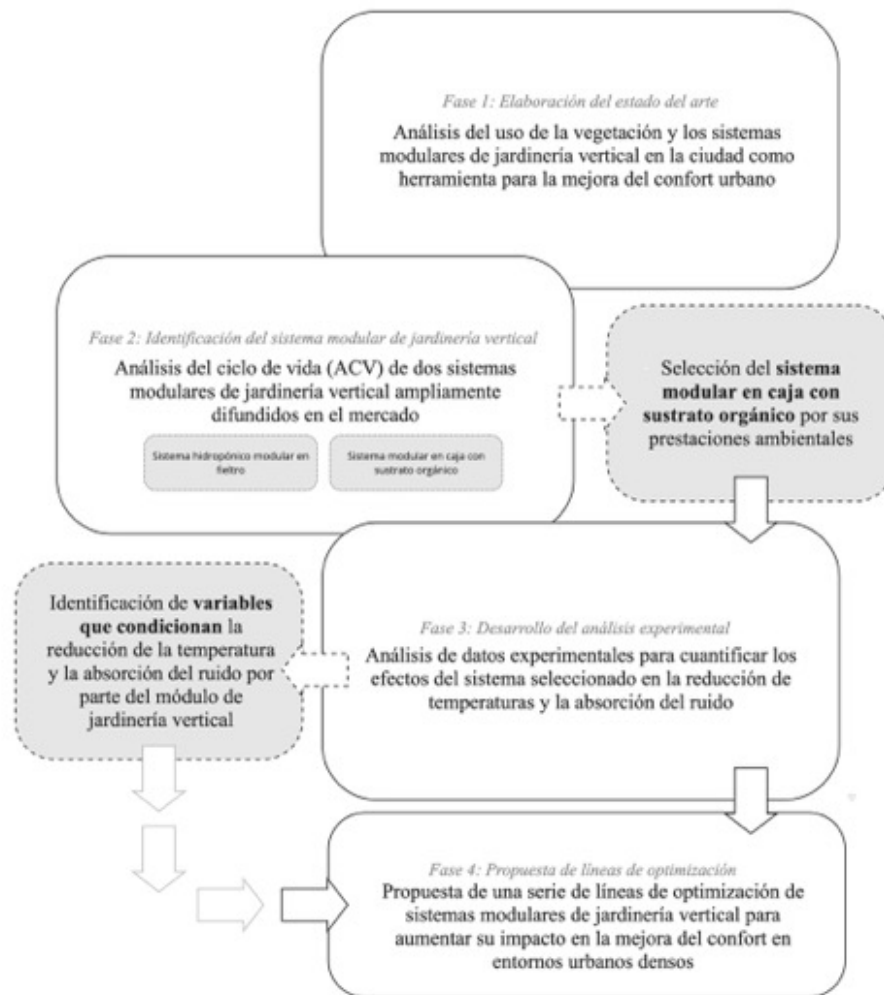 Fase 1: Elaboración del estado del arte
Análisis del uso de la vegetación y los sistemas
modulares de jardinería vertical en la ciudad como
herramienta para la mejora del confort urbano
Fase 2: Identificación del sistema modular de jardinería vertical
Análisis del ciclo de vida (ACV) de dos sistemas
modulares de jardinería vertical ampliamente
difundidos en el mercado
Sistema hidropónico modular en
fieltro
Sistema modular en caja con
sustrato orgánico
Selección del sistema
modular en caja con
sustrato orgánico por sus
prestaciones ambientales
Fase 3: Desarrollo del análisis experimental
Análisis de datos experimentales para cuantificar los
efectos del sistema seleccionado en la reducción de
temperaturas y la absorción del ruido
Identificación de variables
que condicionan la
reducción de la temperatura
y la absorción del ruido por
parte del módulo de
jardinería vertical
Fase 4: Propuesta de líneas de optimización
Propuesta de una serie de líneas de optimización de
sistemas modulares de jardinería vertical para
aumentar su impacto en la mejora del confort en
entornos urbanos densos